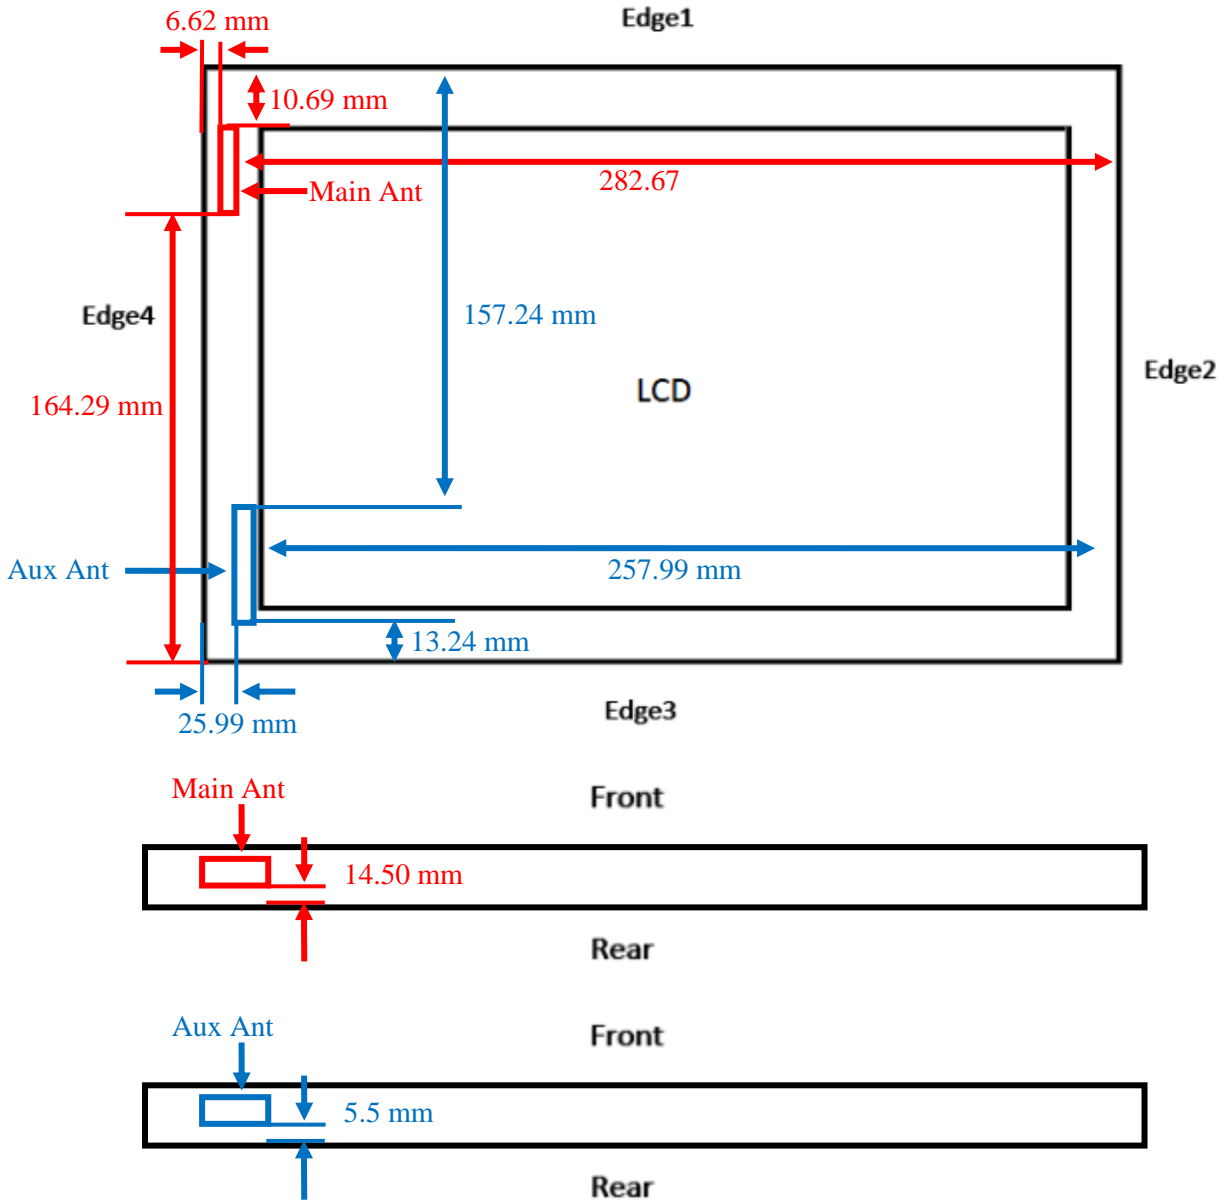 Edge1
6.62 mm
10.69 mm
282.67
Main Ant
Edge4
157.24 mm
Edge2
LCD
164.29 mm
Aux Ant
257.99 mm
13.24 mm
25.99 mm
Edge3
Main Ant
Front
14.50 mm
Rear
Aux Ant
Front
5.5 mm
Rear